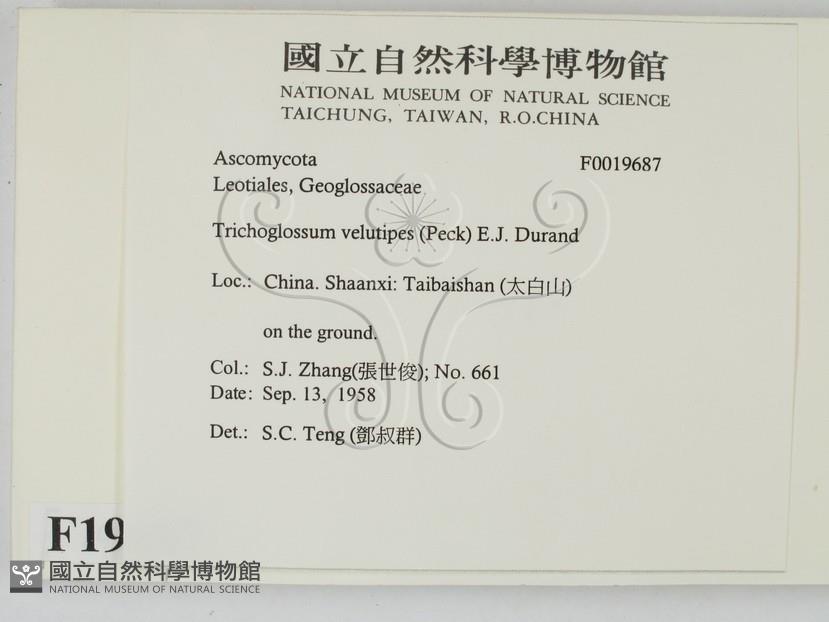 國立自然科學博物館
NATIONAL MUSEUM OF NATURAL SCIENCE
TAICHUNG, TAIWAN, R.O.CHINA
Ascomycota F0019687
Leotiales, Geoglossaceae
Trichoglossum velutipes (Peck) E.J. Durand
Loc.: China. Shaanxi: Taibaishan (太白山)
on the ground.
Col.: S.J. Zhang(張世俊); No. 661
Date: Sep. 13, 1958
Det.: S.C. Teng (鄧叔群)
F19
國立自然科學博物館
NATIONAL MUSEUM OF NATURAL SCIENCE